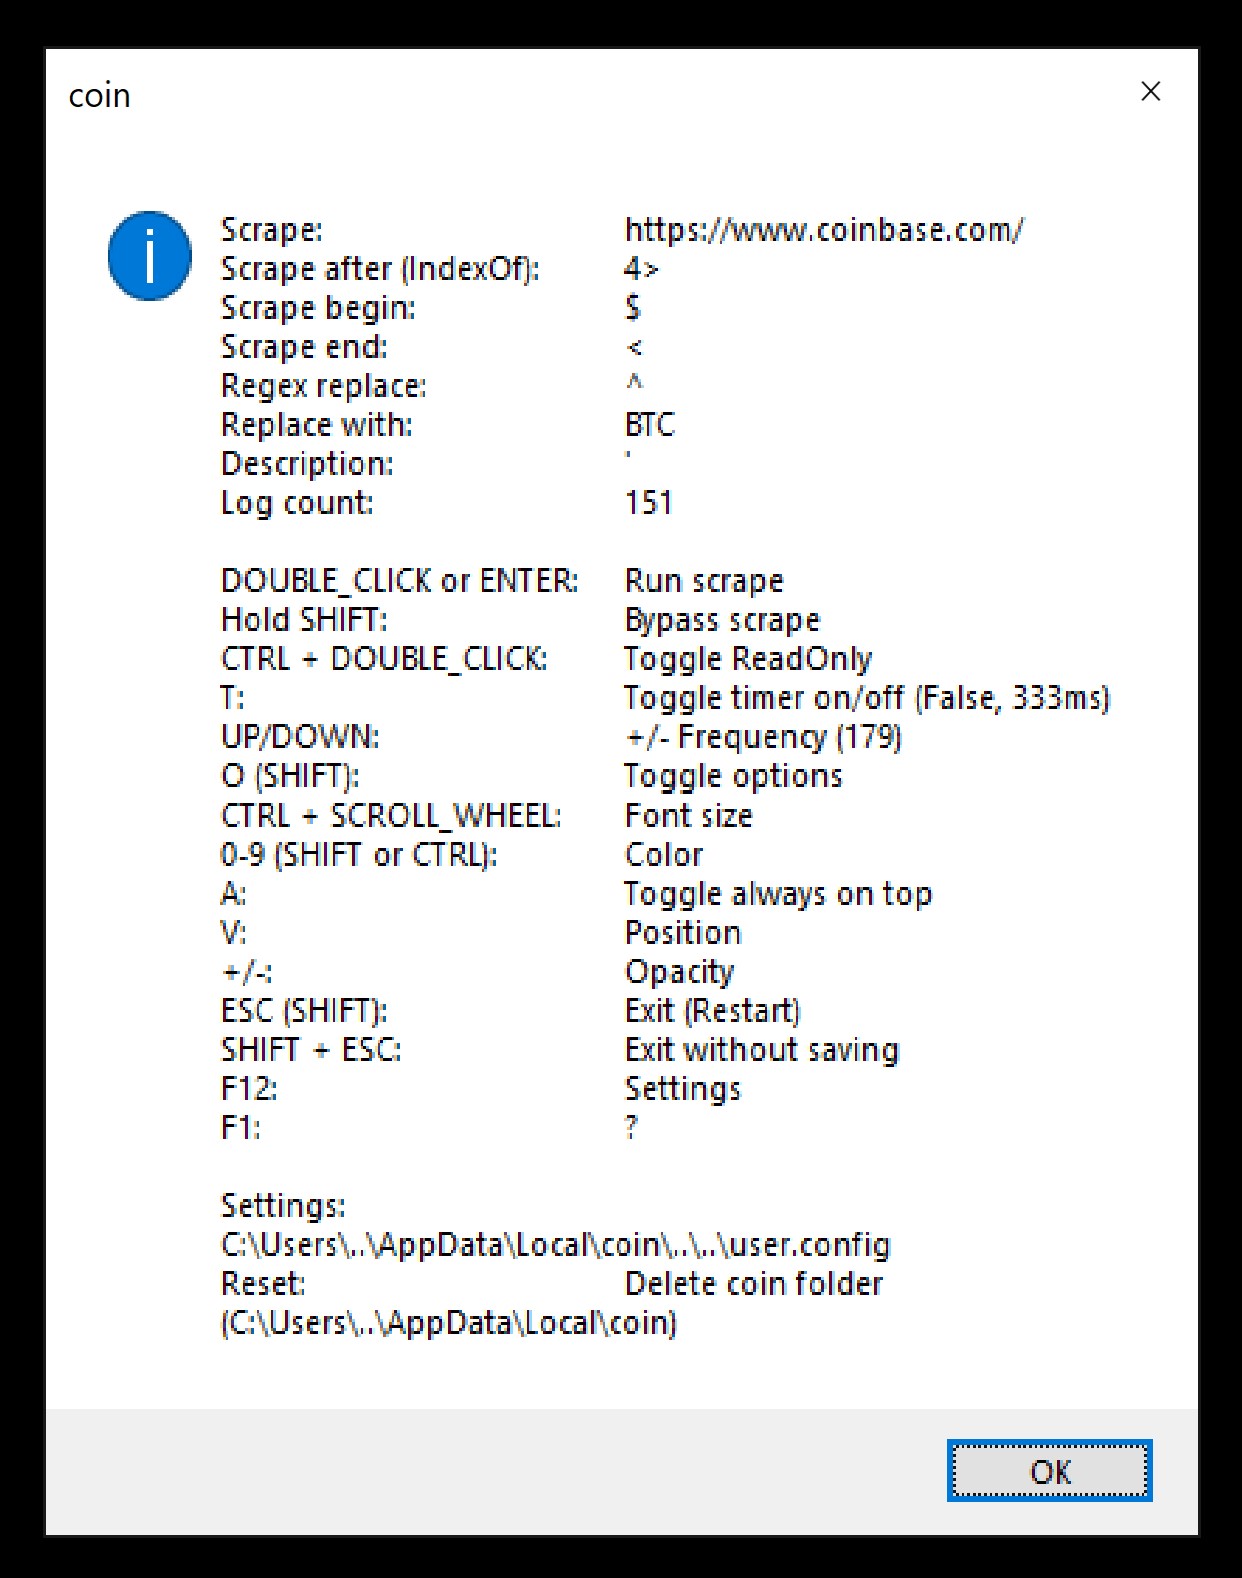 coin
Scrape: https://www.coinbase.com/
Scrape after (IndexOf): 4>
Scrape begin: $
Scrape end: <
Regex replace: ^
Replace with: BTC
Description: '
Log count: 151
DOUBLE_CLICK or ENTER: Run scrape
Hold SHIFT: Bypass scrape
CTRL + DOUBLE_CLICK: Toggle ReadOnly
T: Toggle timer on/off (False, 333ms)
UP/DOWN: +/- Frequency (179)
O (SHIFT): Toggle options
CTRL + SCROLL_WHEEL: Font size
0-9 (SHIFT or CTRL): Color
A: Toggle always on top
V: Position
+/-: Opacity
ESC (SHIFT): Exit (Restart)
SHIFT + ESC: Exit without saving
F12: Settings
F1: ?
Settings:
C:\Users\..\AppData\Local\coin\..\..\user.config
Reset: Delete coin folder
(C:\Users\..\AppData\Local\coin)
OK